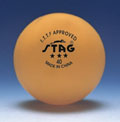 I.T.T.F APPROVED
STAG
★★★
40
MADE IN CHINA